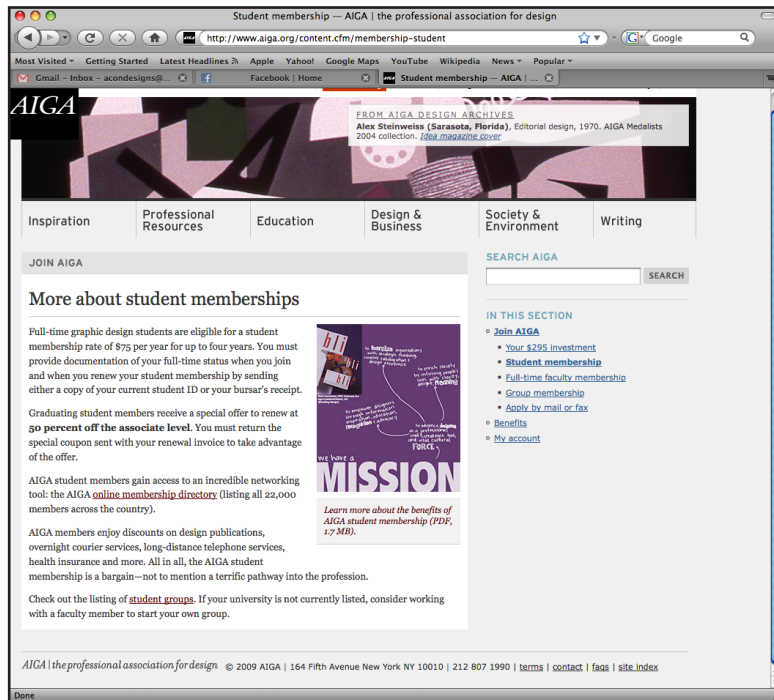 Student membership — AIGA | the professional association for design
http://www.aiga.org/content.cfm/membership-student
Google
Most Visited Getting Started Latest Headlines Apple Yahoo! Google Maps YouTube Wikipedia News Popular
Gmail – Inbox – acondesigns@... Facebook | Home Student membership — AIGA | ...
AIGA
FROM AIGA DESIGN ARCHIVES
Alex Steinweiss (Sarasota, Florida), Editorial design, 1970. AIGA Medalists
2004 collection. Idea magazine cover
Inspiration
Professional
Resources
Education
Design &
Business
Society &
Environment
Writing
JOIN AIGA
More about student memberships
Full-time graphic design students are eligible for a student
membership rate of $75 per year for up to four years. You must
provide documentation of your full-time status when you join
and when you renew your student membership by sending
either a copy of your current student ID or your bursar's receipt.
Graduating student members receive a special offer to renew at
50 percent off the associate level. You must return the
special coupon sent with your renewal invoice to take advantage
of the offer.
AIGA student members gain access to an incredible networking
tool: the AIGA online membership directory (listing all 22,000
members across the country).
AIGA members enjoy discounts on design publications,
overnight courier services, long-distance telephone services,
health insurance and more. All in all, the AIGA student
membership is a bargain—not to mention a terrific pathway into the profession.
Check out the listing of student groups. If your university is not currently listed, consider working
with a faculty member to start your own group.
bli
bli
we have a
MISSION
Learn more about the benefits of
AIGA student membership (PDF,
1.7 MB).
SEARCH AIGA
SEARCH
IN THIS SECTION
Join AIGA
Your $295 investment
Student membership
Full-time faculty membership
Group membership
Apply by mail or fax
Benefits
My account
AIGA | the professional association for design © 2009 AIGA | 164 Fifth Avenue New York NY 10010 | 212 807 1990 | terms | contact | faqs | site index
Done